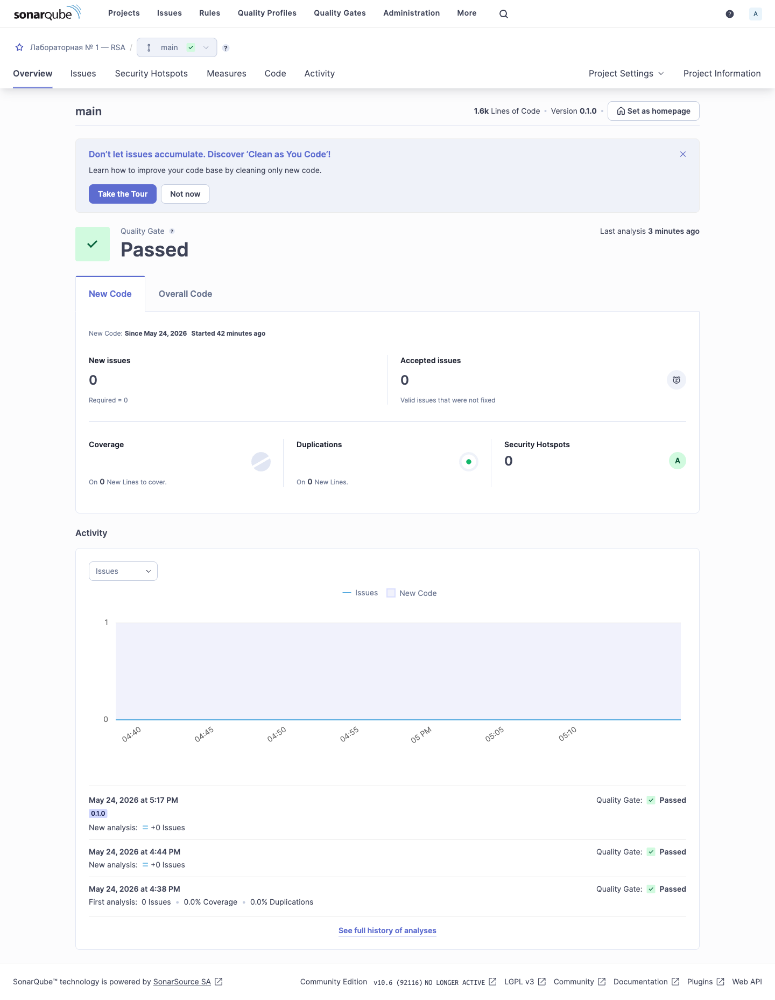 sonarqube Projects Issues Rules Quality Profiles Quality Gates Administration More ? A
Лабораторная № 1 — RSA / main ?
Overview Issues Security Hotspots Measures Code Activity Project Settings Project Information
main 1.6k Lines of Code • Version 0.1.0 • Set as homepage
Don’t let issues accumulate. Discover ‘Clean as You Code’!
Learn how to improve your code base by cleaning only new code.
Take the Tour Not now
Quality Gate ? Last analysis 3 minutes ago
Passed
New Code Overall Code
New Code: Since May 24, 2026 Started 42 minutes ago
New issues Accepted issues
0 0
Required = 0 Valid issues that were not fixed
Coverage Duplications Security Hotspots
0 A
On 0 New Lines to cover. On 0 New Lines.
Activity
Issues
Issues New Code
1
0
04:40 04:45 04:50 04:55 05 PM 05:05 05:10
May 24, 2026 at 5:17 PM Quality Gate: Passed
0.1.0
New analysis: = +0 Issues
May 24, 2026 at 4:44 PM Quality Gate: Passed
New analysis: = +0 Issues
May 24, 2026 at 4:38 PM Quality Gate: Passed
First analysis: 0 Issues • 0.0% Coverage • 0.0% Duplications
See full history of analyses
SonarQube™ technology is powered by SonarSource SA Community Edition v10.6 (92116) NO LONGER ACTIVE LGPL v3 Community Documentation Plugins Web API